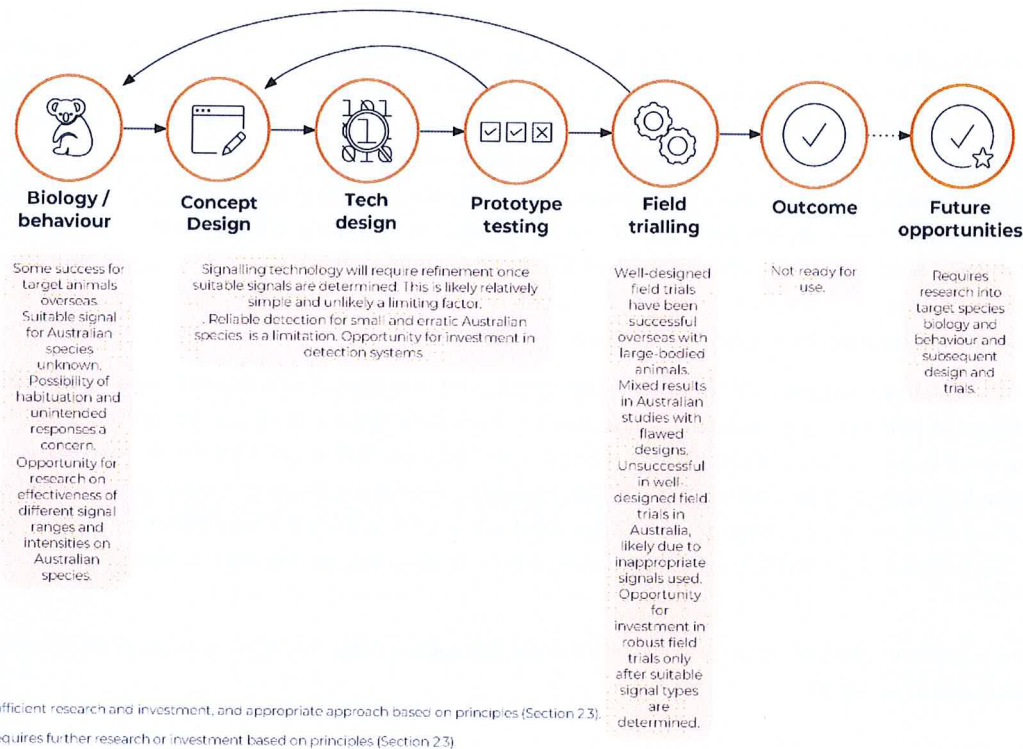 Biology /
behaviour
Concept
Design
Tech
design
Prototype
testing
Field
trialling
Outcome
Future
opportunities
Some success for
target animals
overseas.
Suitable signal
for Australian
species
unknown.
Possibility of
habituation and
unintended
responses a
concern.
Opportunity for
research on
effectiveness of
different signal
ranges and
intensities on
Australian
species.
Signalling technology will require refinement once
suitable signals are determined. This is likely relatively
simple and unlikely a limiting factor.
. Reliable detection for small and erratic Australian
species is a limitation. Opportunity for investment in
detection systems
Well-designed
field trials
have been
successful
overseas with
large-bodied
animals.
Mixed results
in Australian
studies with
flawed
designs.
Unsuccessful
in well-
designed field
trials in
Australia,
likely due to
inappropriate
signals used.
Opportunity
for
investment in
robust field
trials only
after suitable
signal types
are
determined.
Not ready for
use.
Requires
research into
target species
biology and
behaviour and
subsequent
design and
trials.
fficient research and investment, and appropriate approach based on principles (Section 2.3).
equires further research or investment based on principles (Section 2.3)